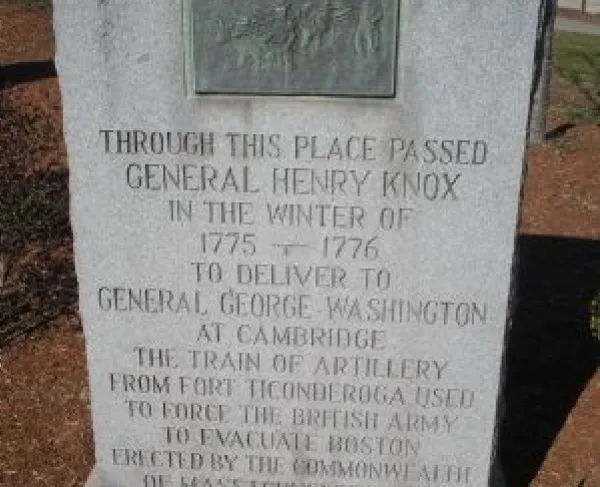 THROUGH THIS PLACE PASSED
GENERAL HENRY KNOX
IN THE WINTER OF
1775 – 1776
TO DELIVER TO
GENERAL GEORGE WASHINGTON
AT CAMBRIDGE
THE TRAIN OF ARTILLERY
FROM FORT TICONDEROGA USED
TO FORCE THE BRITISH ARMY
TO EVACUATE BOSTON
ERECTED BY THE COMMONWEALTH
OF